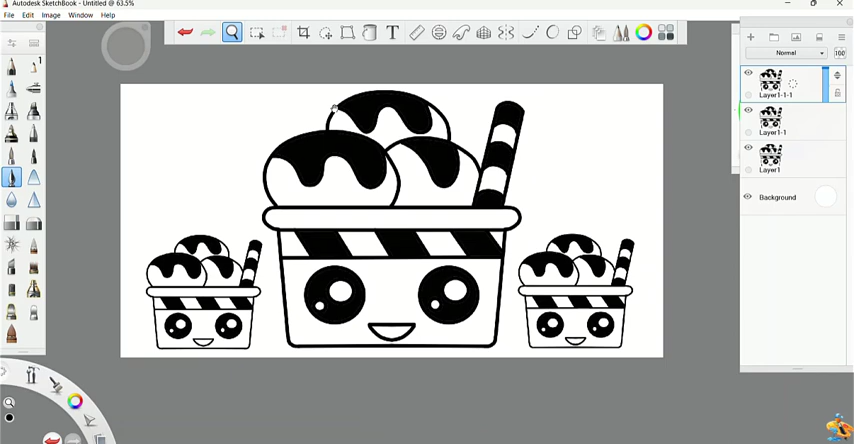 Autodesk SketchBook - Untitled @ 63.5%
File Edit Image Window Help
T
1
Normal
100
Layer1-1-1
Layer1-1
Layer1
Background